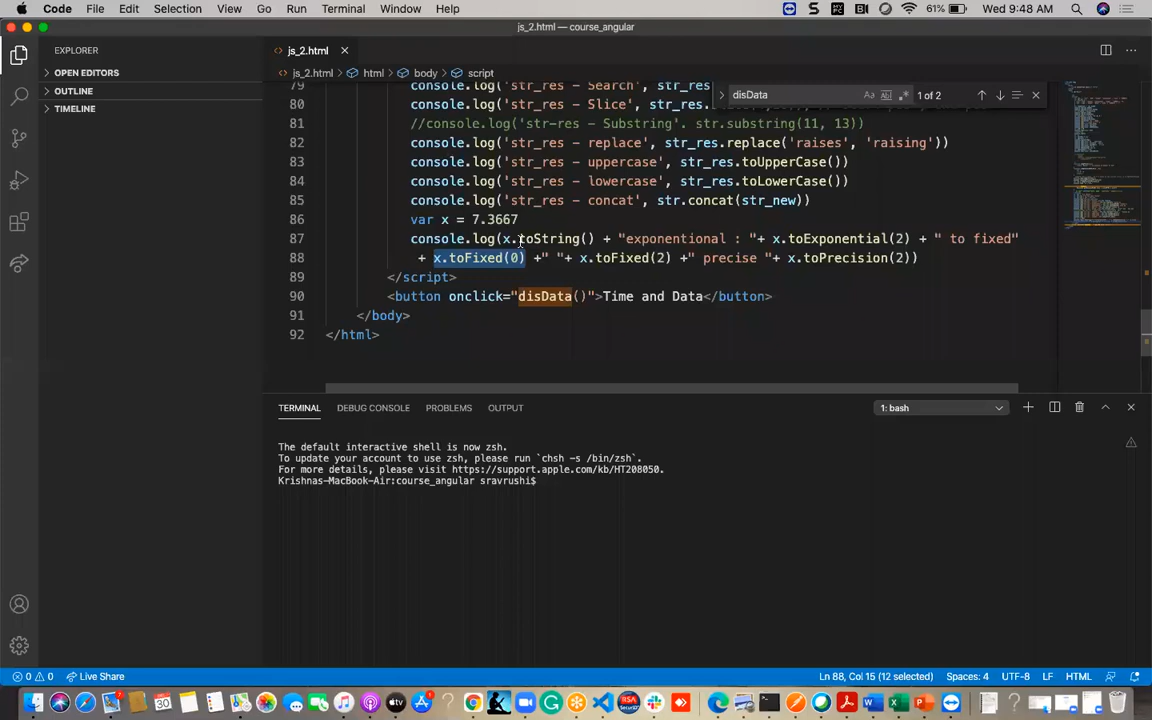 Code File Edit Selection View Go Run Terminal Window Help 61% Wed 9:48 AM
js_2.html — course_angular
EXPLORER
js_2.html
js_2.html > html > body > script
OPEN EDITORS
OUTLINE
TIMELINE
disData
1 of 2
79 console.log('str_res - Search', str_res
80 console.log('str_res - Slice', str_res.
81 //console.log('str-res - Substring'. str.substring(11, 13))
82 console.log('str_res - replace', str_res.replace('raises', 'raising'))
83 console.log('str_res - uppercase', str_res.toUpperCase())
84 console.log('str_res - lowercase', str_res.toLowerCase())
85 console.log('str_res - concat', str.concat(str_new))
86 var x = 7.3667
87 console.log(x.toString() + "exponentional : "+ x.toExponential(2) + " to fixed"
88 + x.toFixed(0) +" "+ x.toFixed(2) +" precise "+ x.toPrecision(2))
89 </script>
90 <button onclick="disData()">Time and Data</button>
91 </body>
92 </html>
TERMINAL DEBUG CONSOLE PROBLEMS OUTPUT 1: bash
The default interactive shell is now zsh.
To update your account to use zsh, please run `chsh -s /bin/zsh`.
For more details, please visit https://support.apple.com/kb/HT208050.
Krishnas-MacBook-Air:course_angular sravrushi$
0 0 Live Share Ln 88, Col 15 (12 selected) Spaces: 4 UTF-8 LF HTML